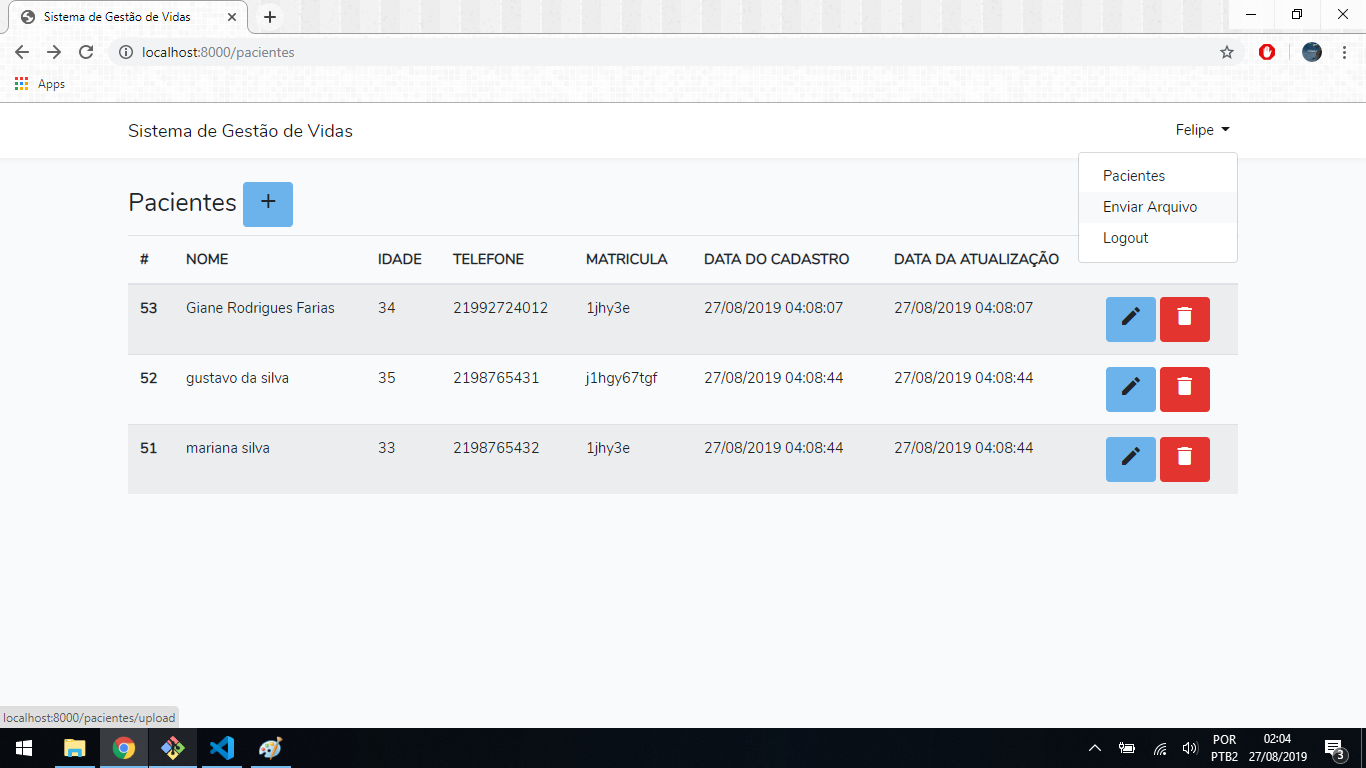 Sistema de Gestão de Vidas
localhost:8000/pacientes
Apps
Sistema de Gestão de Vidas
Felipe
Pacientes
Enviar Arquivo
Logout
Pacientes +
# NOME IDADE TELEFONE MATRICULA DATA DO CADASTRO DATA DA ATUALIZAÇÃO
53 Giane Rodrigues Farias 34 21992724012 1jhy3e 27/08/2019 04:08:07 27/08/2019 04:08:07
52 gustavo da silva 35 2198765431 j1hgy67tgf 27/08/2019 04:08:44 27/08/2019 04:08:44
51 mariana silva 33 2198765432 1jhy3e 27/08/2019 04:08:44 27/08/2019 04:08:44
localhost:8000/pacientes/upload
POR 02:04
PTB2 27/08/2019 3